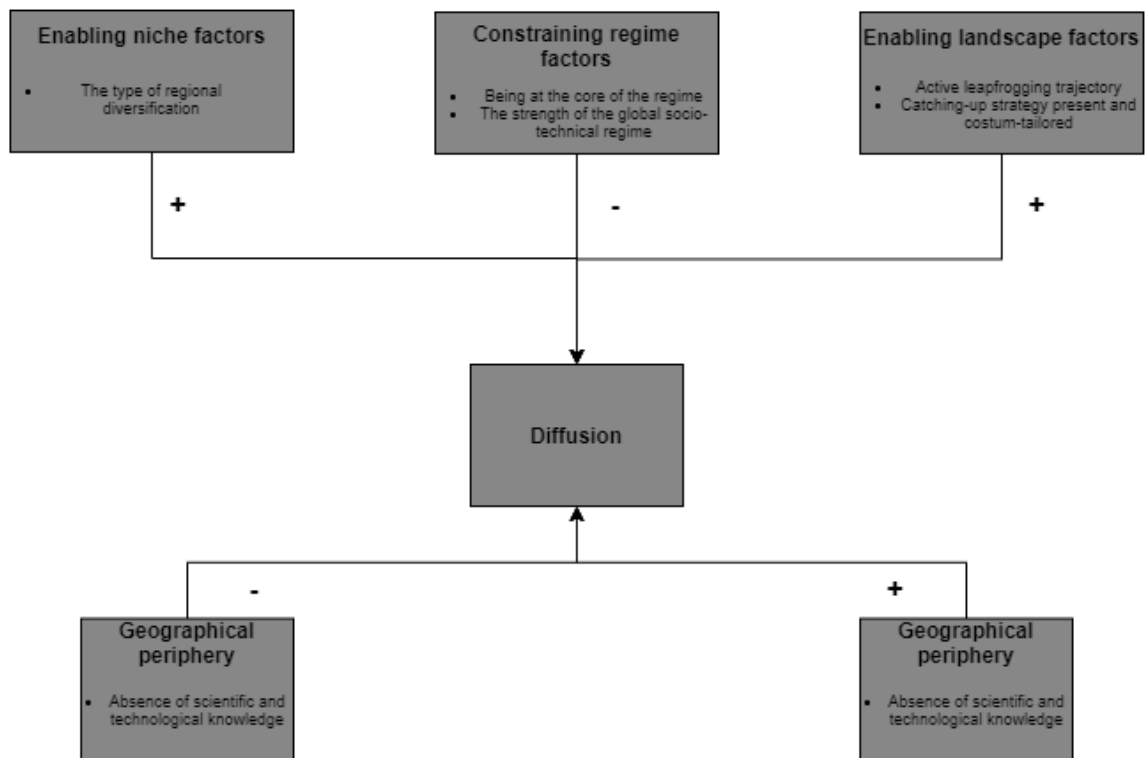 Enabling niche factors
• The type of regional
diversification
Constraining regime
factors
• Being at the core of the regime
• The strength of the global socio-
technical regime
Enabling landscape factors
• Active leapfrogging trajectory
• Catching-up strategy present and
costum-tailored
+
-
+
Diffusion
-
+
Geographical
periphery
• Absence of scientific and
technological knowledge
Geographical
periphery
• Absence of scientific and
technological knowledge